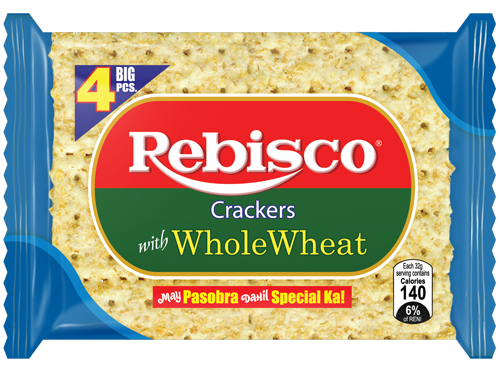 4 BIG
PCS.
Rebisco®
Crackers
with WholeWheat
May Pasobra Dahil Special Ka!
Each 32g
serving contains
Calories
140
6%
of RENI